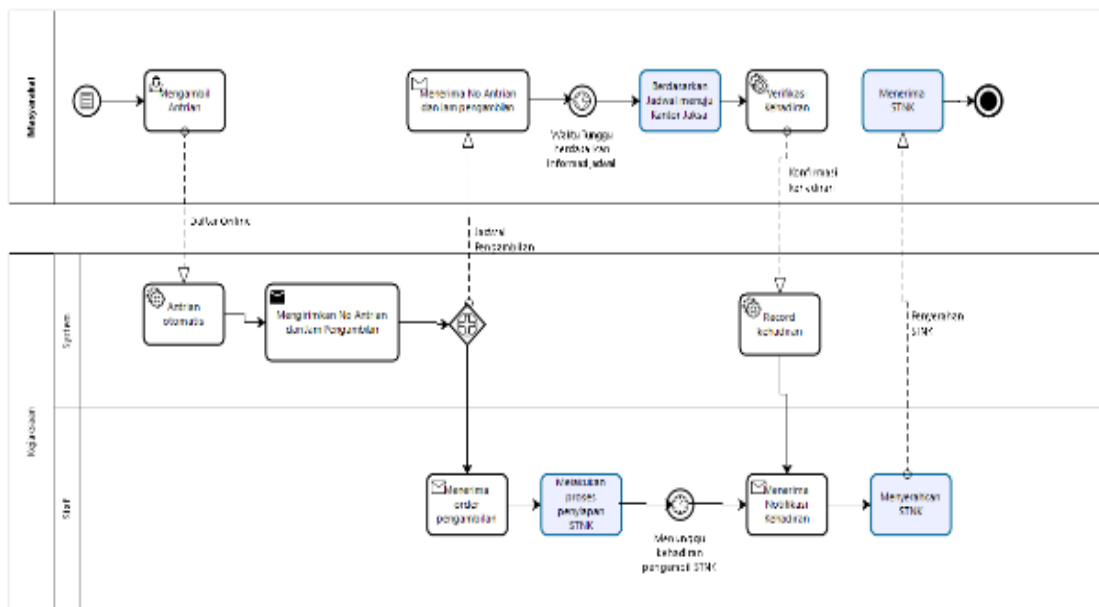 Masyarakat
Mengambil
Antrian
Menerima No Antrian
dan Jam pengambilan
Waktu Tunggu
berdasarkan
informasi jadwal
Berdasarkan
Jadwal menuju
Kantor Jaksa
Verifikas
Kehadiran
Menerima
STNK
Konfirmasi
kehadiran
Daftar Online
Jadwal
Pengambilan
Kejaksaan
System
Antrian
otomatis
Mengirimkan No Antrian
dan Jam Pengambilan
Record
kehadiran
Penyerahan
STNK
Staf
Menerima
order
pengambilan
Melakukan
proses
penyiapan
STNK
Menunggu
kehadiran
pengambil STNK
Menerima
Notifikasi
Kehadiran
Menyerahkan
STNK